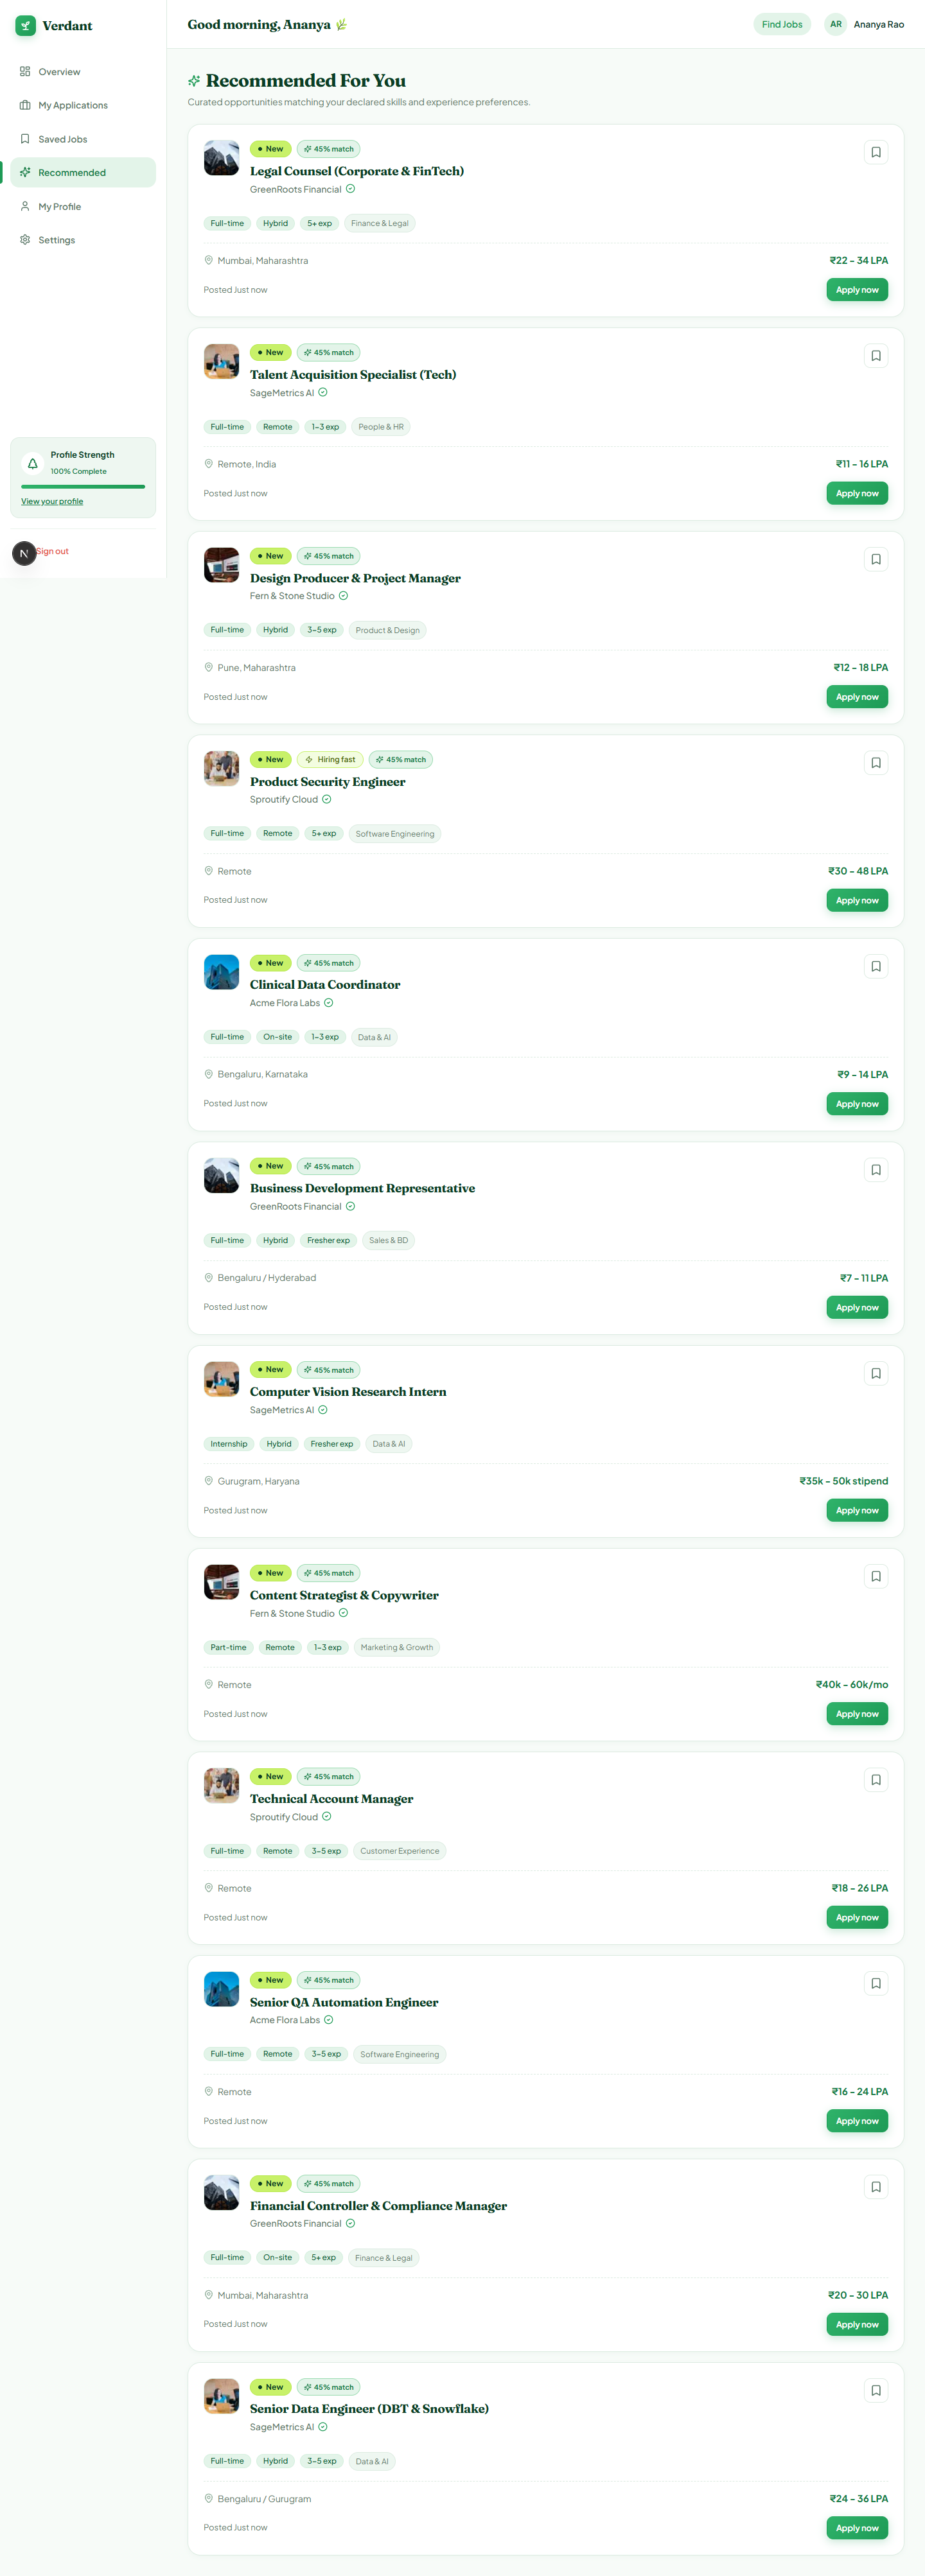 Verdant
Overview
My Applications
Saved Jobs
Recommended
My Profile
Settings
Profile Strength
100% Complete
View your profile
N
Sign out
Good morning, Ananya
Find Jobs
AR
Ananya Rao
Recommended For You
Curated opportunities matching your declared skills and experience preferences.
New 45% match
Legal Counsel (Corporate & FinTech)
GreenRoots Financial
Full-time Hybrid 5+ exp Finance & Legal
Mumbai, Maharashtra ₹22 – 34 LPA
Posted Just now Apply now
New 45% match
Talent Acquisition Specialist (Tech)
SageMetrics AI
Full-time Remote 1–3 exp People & HR
Remote, India ₹11 – 16 LPA
Posted Just now Apply now
New 45% match
Design Producer & Project Manager
Fern & Stone Studio
Full-time Hybrid 3–5 exp Product & Design
Pune, Maharashtra ₹12 – 18 LPA
Posted Just now Apply now
New Hiring fast 45% match
Product Security Engineer
Sproutify Cloud
Full-time Remote 5+ exp Software Engineering
Remote ₹30 – 48 LPA
Posted Just now Apply now
New 45% match
Clinical Data Coordinator
Acme Flora Labs
Full-time On-site 1–3 exp Data & AI
Bengaluru, Karnataka ₹9 – 14 LPA
Posted Just now Apply now
New 45% match
Business Development Representative
GreenRoots Financial
Full-time Hybrid Fresher exp Sales & BD
Bengaluru / Hyderabad ₹7 – 11 LPA
Posted Just now Apply now
New 45% match
Computer Vision Research Intern
SageMetrics AI
Internship Hybrid Fresher exp Data & AI
Gurugram, Haryana ₹35k – 50k stipend
Posted Just now Apply now
New 45% match
Content Strategist & Copywriter
Fern & Stone Studio
Part-time Remote 1–3 exp Marketing & Growth
Remote ₹40k – 60k/mo
Posted Just now Apply now
New 45% match
Technical Account Manager
Sproutify Cloud
Full-time Remote 3–5 exp Customer Experience
Remote ₹18 – 26 LPA
Posted Just now Apply now
New 45% match
Senior QA Automation Engineer
Acme Flora Labs
Full-time Remote 3–5 exp Software Engineering
Remote ₹16 – 24 LPA
Posted Just now Apply now
New 45% match
Financial Controller & Compliance Manager
GreenRoots Financial
Full-time On-site 5+ exp Finance & Legal
Mumbai, Maharashtra ₹20 – 30 LPA
Posted Just now Apply now
New 45% match
Senior Data Engineer (DBT & Snowflake)
SageMetrics AI
Full-time Hybrid 3–5 exp Data & AI
Bengaluru / Gurugram ₹24 – 36 LPA
Posted Just now Apply now